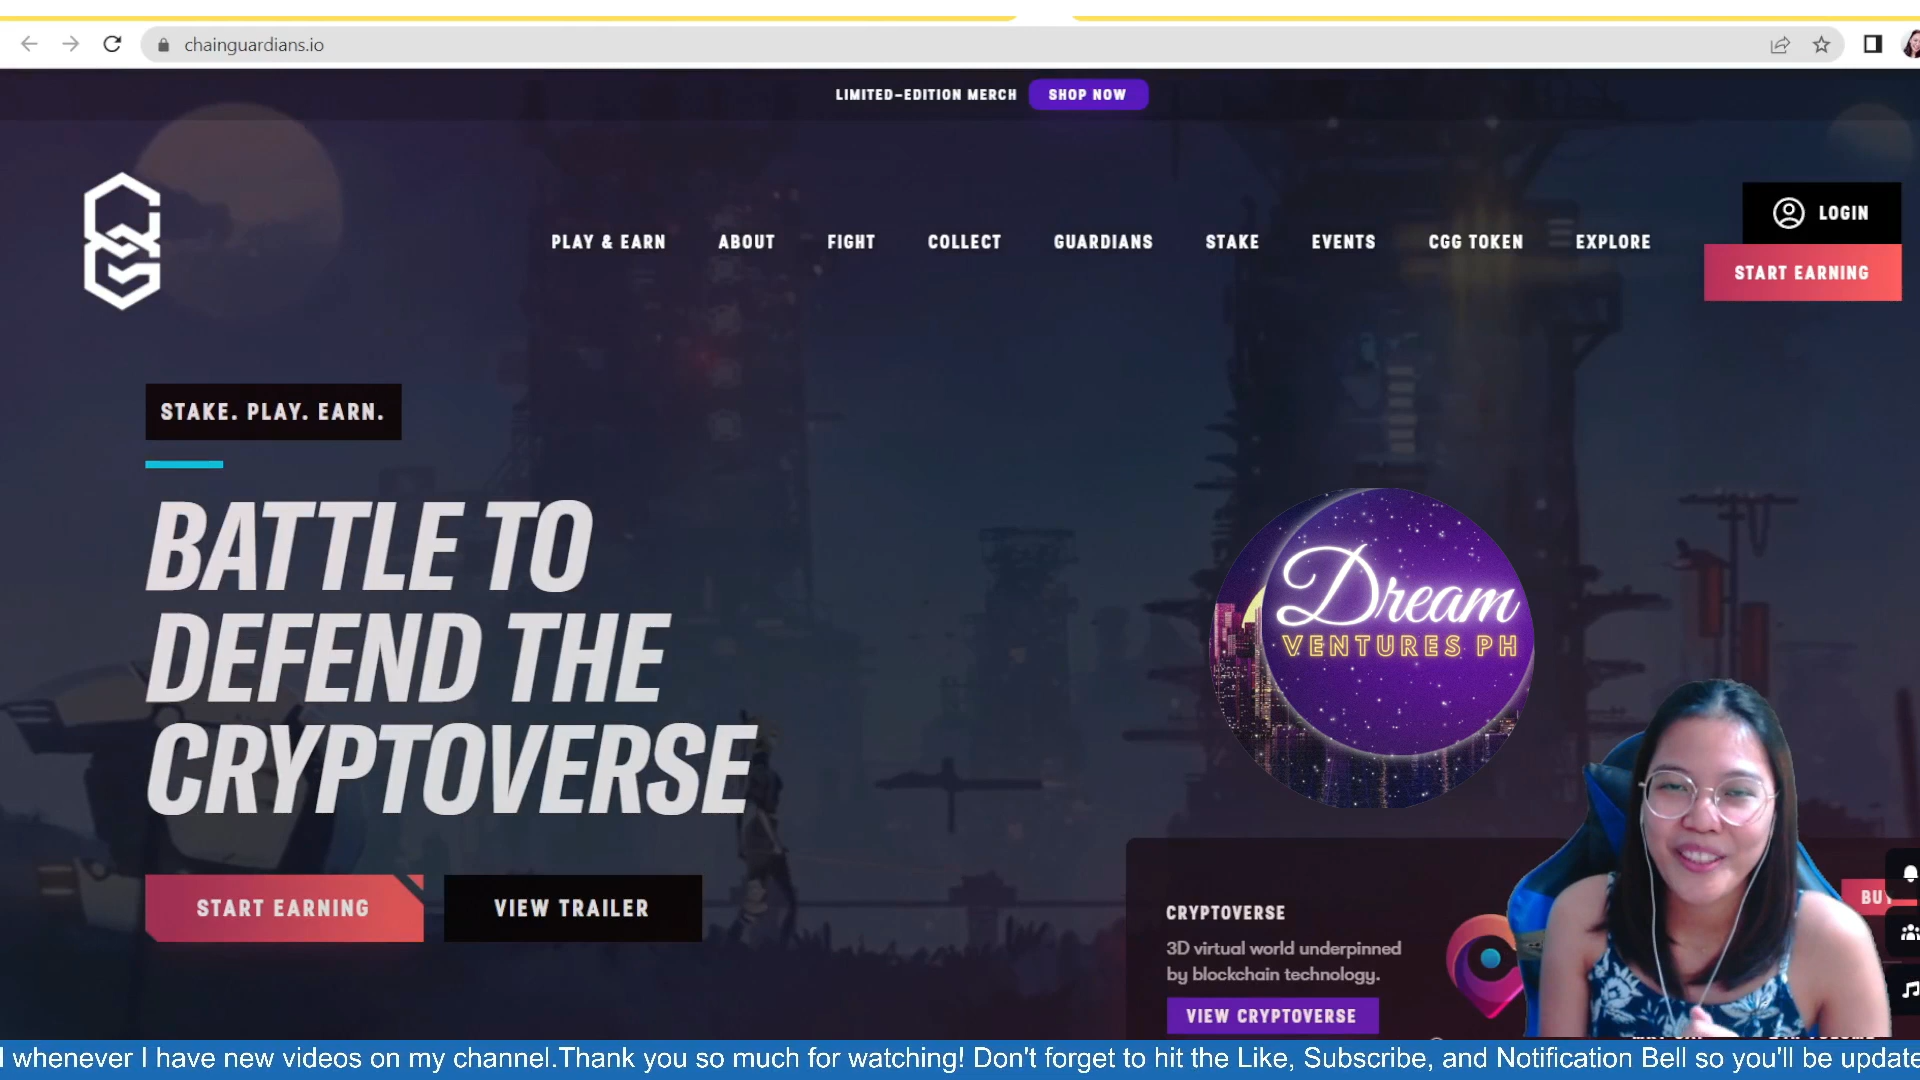 chainguardians.io
LIMITED-EDITION MERCH SHOP NOW
LOGIN
PLAY & EARN ABOUT FIGHT COLLECT GUARDIANS STAKE EVENTS CGG TOKEN EXPLORE
START EARNING
STAKE. PLAY. EARN.
BATTLE TO
DEFEND THE
CRYPTOVERSE
Dream
VENTURES PH
START EARNING VIEW TRAILER
CRYPTOVERSE
3D virtual world underpinned
by blockchain technology.
VIEW CRYPTOVERSE
whenever I have new videos on my channel.Thank you so much for watching! Don't forget to hit the Like, Subscribe, and Notification Bell so you'll be update